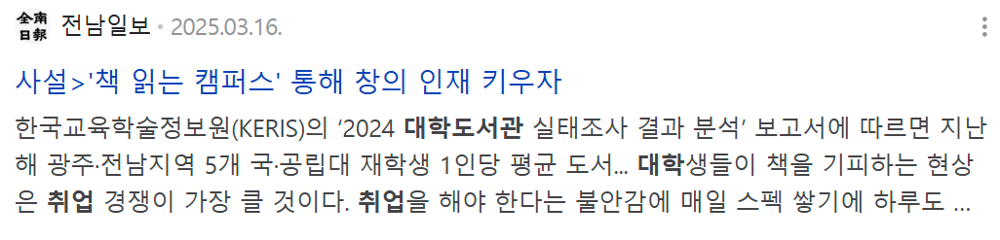 全南日報 전남일보 · 2025.03.16.
사설>'책 읽는 캠퍼스' 통해 창의 인재 키우자
한국교육학술정보원(KERIS)의 ‘2024 대학도서관 실태조사 결과 분석’ 보고서에 따르면 지난
해 광주·전남지역 5개 국·공립대 재학생 1인당 평균 도서... 대학생들이 책을 기피하는 현상
은 취업 경쟁이 가장 클 것이다. 취업을 해야 한다는 불안감에 매일 스펙 쌓기에 하루도 ...